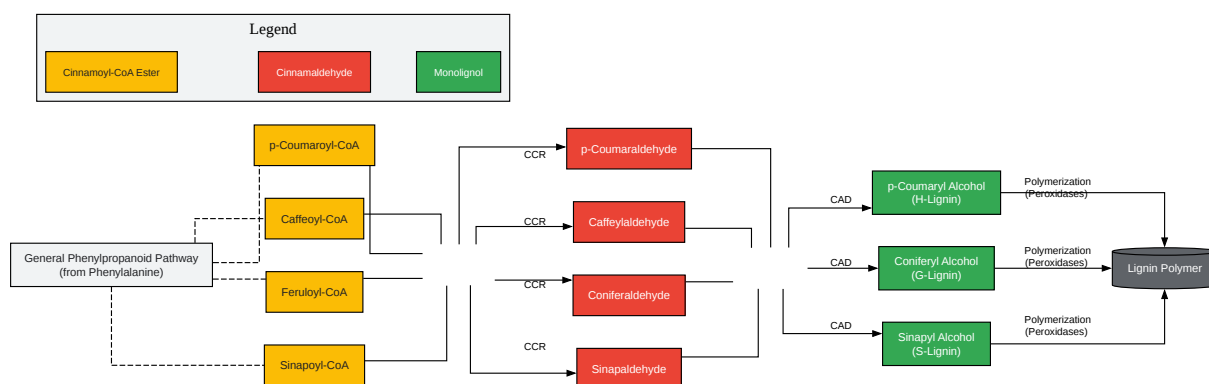 Legend
Cinnamoyl-CoA Ester
Cinnamaldehyde
Monolignol
p-Coumaroyl-CoA
Caffeoyl-CoA
General Phenylpropanoid Pathway
(from Phenylalanine)
Feruloyl-CoA
Sinapoyl-CoA
CCR
CCR
CCR
CCR
p-Coumaraldehyde
Caffeylaldehyde
Coniferaldehyde
Sinapaldehyde
CAD
CAD
CAD
p-Coumaryl Alcohol
(H-Lignin)
Coniferyl Alcohol
(G-Lignin)
Sinapyl Alcohol
(S-Lignin)
Polymerization
(Peroxidases)
Polymerization
(Peroxidases)
Polymerization
(Peroxidases)
Lignin Polymer